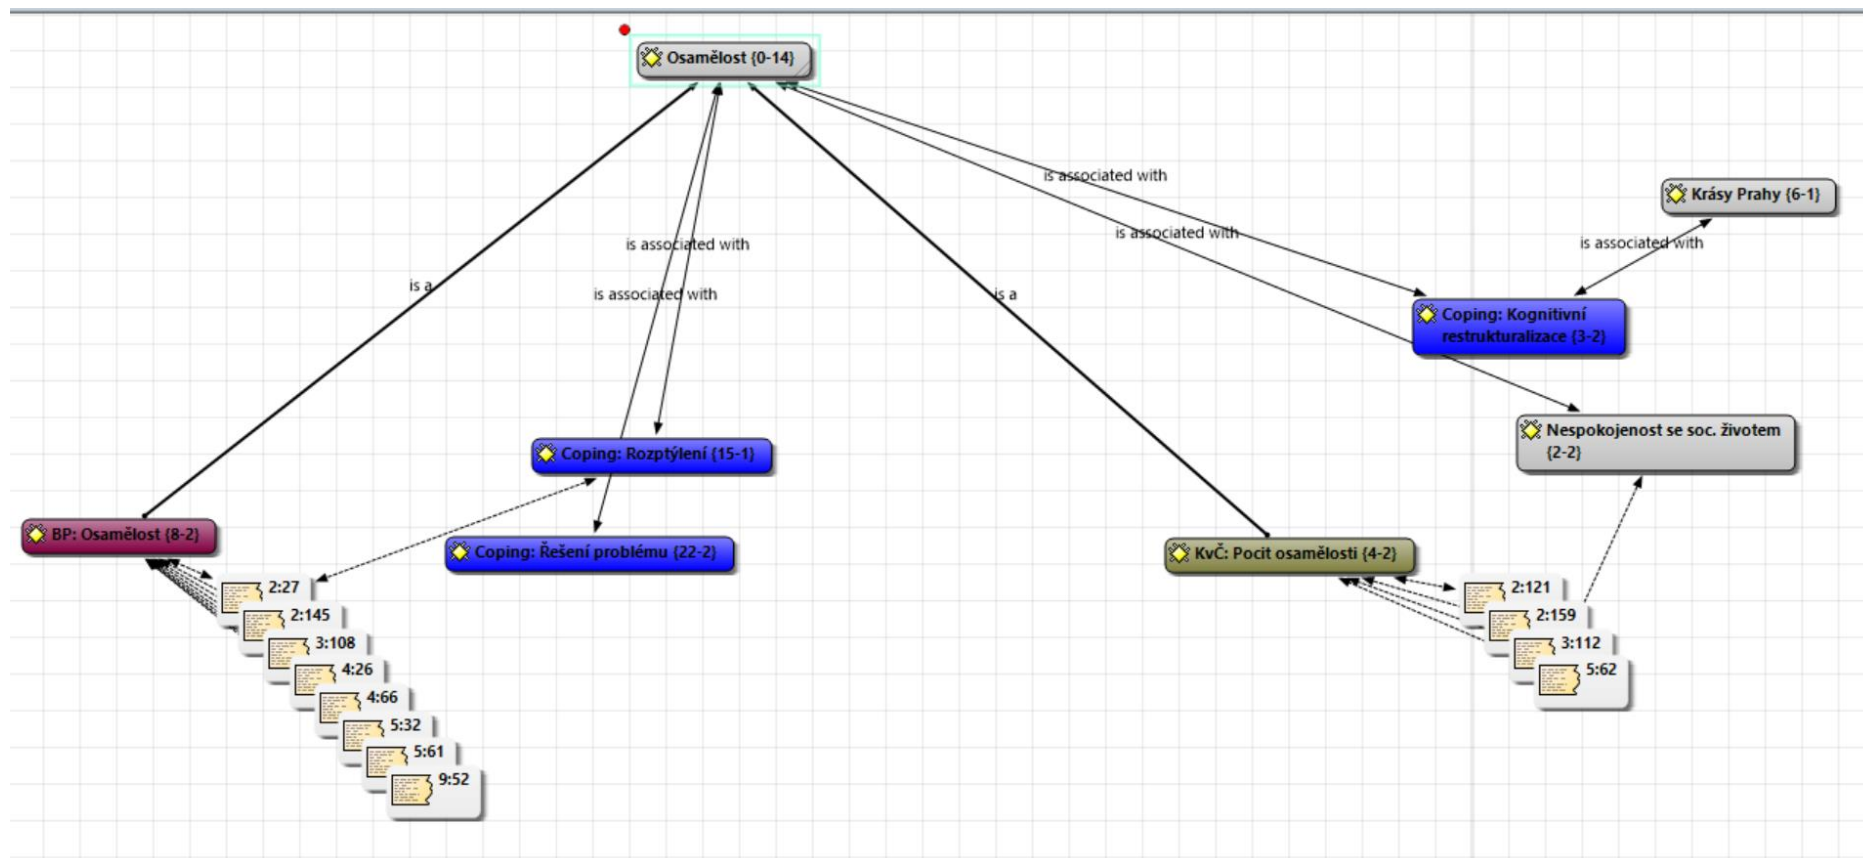 Osamělost {0-14}
is associated with
Krásy Prahy {6-1}
is associated with
is associated with
is associated with
is a
is associated with
is a
Coping: Kognitivní
restrukturalizace {3-2}
Nespokojenost se soc. životem
{2-2}
Coping: Rozptýlení {15-1}
BP: Osamělost {8-2}
Coping: Řešení problému {22-2}
KvČ: Pocit osamělosti {4-2}
2:27
2:145
3:108
4:26
4:66
5:32
5:61
9:52
2:121
2:159
3:112
5:62